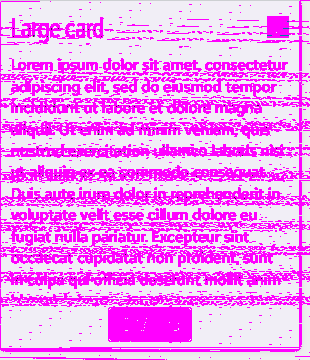 Large card
Lorem ipsum dolor sit amet, consectetur
adipiscing elit, sed do eiusmod tempor
incididunt ut labore et dolore magna
aliqua. Ut enim ad minim veniam, quis
nostrud exercitation ullamco laboris nisi
ut aliquip ex ea commodo consequat.
Duis aute irure dolor in reprehenderit in
voluptate velit esse cillum dolore eu
fugiat nulla pariatur. Excepteur sint
occaecat cupidatat non proident, sunt
in culpa qui officia deserunt mollit anim